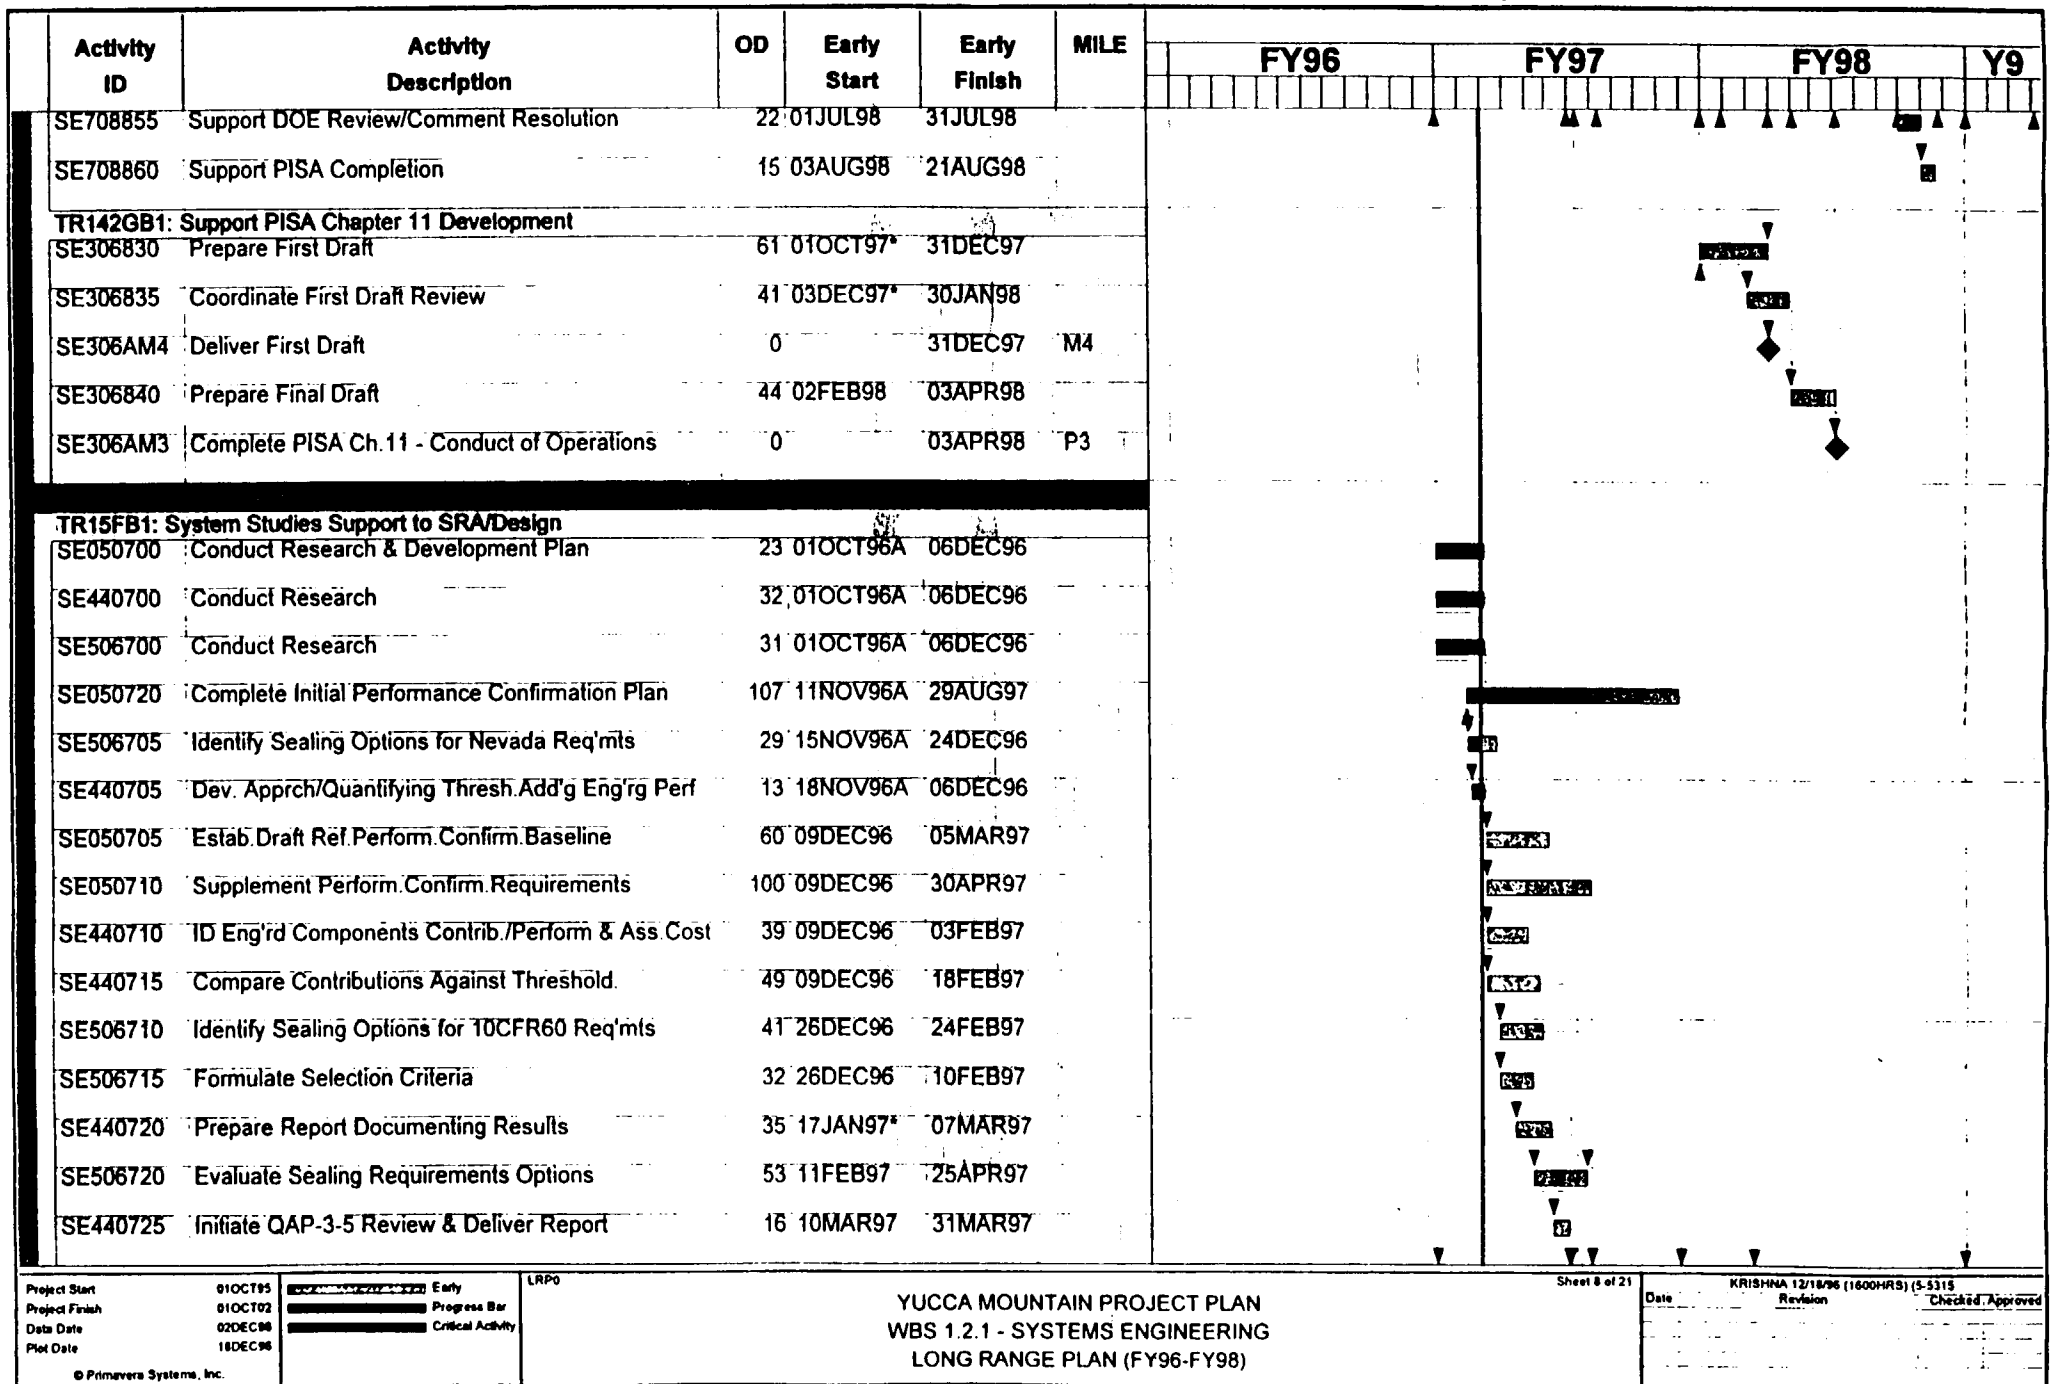 Activity ID Activity Description OD Early Start Early Finish MILE FY96 FY97 FY98 Y9
SE708855 Support DOE Review/Comment Resolution 22 01JUL98 31JUL98
SE708860 Support PISA Completion 15 03AUG98 21AUG98
TR142GB1: Support PISA Chapter 11 Development
SE306830 Prepare First Draft 61 01OCT97* 31DEC97
SE306835 Coordinate First Draft Review 41 03DEC97* 30JAN98
SE306AM4 Deliver First Draft 0 31DEC97 M4
SE306840 Prepare Final Draft 44 02FEB98 03APR98
SE306AM3 Complete PISA Ch.11 - Conduct of Operations 0 03APR98 P3
TR15FB1: System Studies Support to SRA/Design
SE050700 Conduct Research & Development Plan 23 01OCT96A 06DEC96
SE440700 Conduct Research 32 01OCT96A 06DEC96
SE506700 Conduct Research 31 01OCT96A 06DEC96
SE050720 Complete Initial Performance Confirmation Plan 107 11NOV96A 29AUG97
SE506705 Identify Sealing Options for Nevada Req'mts 29 15NOV96A 24DEC96
SE440705 Dev. Apprch/Quantifying Thresh.Add'g Eng'rg Perf 13 18NOV96A 06DEC96
SE050705 Estab.Draft Ref.Perform.Confirm.Baseline 60 09DEC96 05MAR97
SE050710 Supplement Perform.Confirm.Requirements 100 09DEC96 30APR97
SE440710 ID Eng'rd Components Contrib./Perform & Ass.Cost 39 09DEC96 03FEB97
SE440715 Compare Contributions Against Threshold. 49 09DEC96 18FEB97
SE506710 Identify Sealing Options for 10CFR60 Req'mts 41 26DEC96 24FEB97
SE506715 Formulate Selection Criteria 32 26DEC96 10FEB97
SE440720 Prepare Report Documenting Results 35 17JAN97* 07MAR97
SE506720 Evaluate Sealing Requirements Options 53 11FEB97 25APR97
SE440725 Initiate QAP-3-5 Review & Deliver Report 16 10MAR97 31MAR97
Project Start 01OCT95
Project Finish 01OCT02
Data Date 02DEC96
Plot Date 18DEC96
© Primavera Systems, Inc.
Early
Progress Bar
Critical Activity
LRP0
YUCCA MOUNTAIN PROJECT PLAN
WBS 1.2.1 - SYSTEMS ENGINEERING
LONG RANGE PLAN (FY96-FY98)
Sheet 8 of 21
KRISHNA 12/18/96 (1600HRS) (5-5315
Date Revision Checked Approved